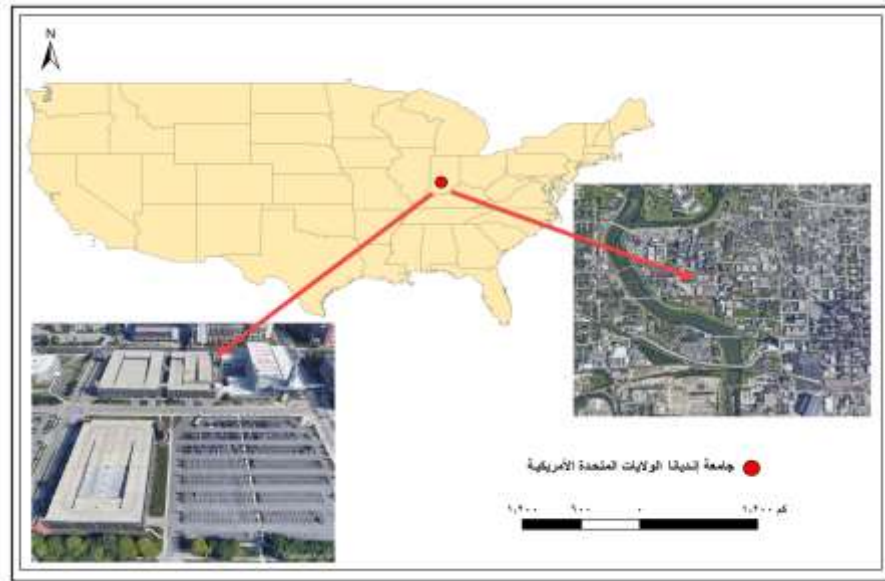 N
جامعة إنديانا الولايات المتحدة الأمريكية
١,٢٠٠ ٦٠٠ ٠ ١,٢٠٠ كم